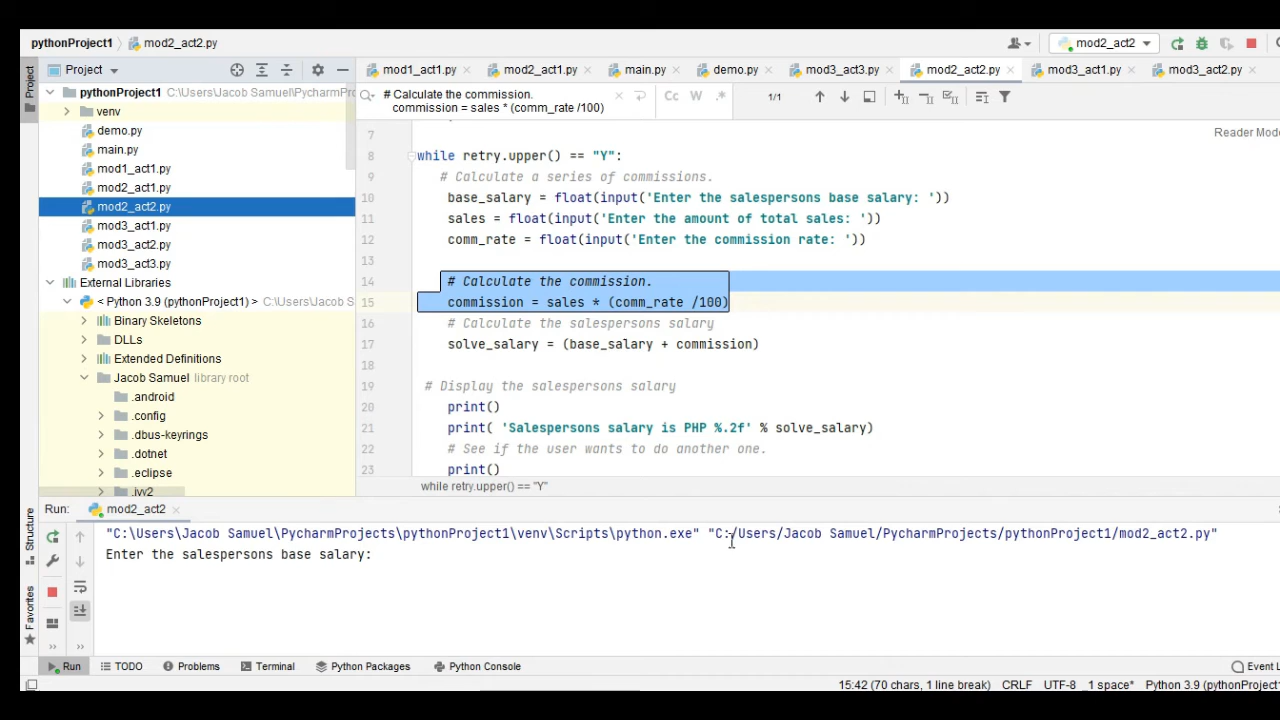 pythonProject1 mod2_act2.py mod2_act2
Project mod1_act1.py mod2_act1.py main.py demo.py mod3_act3.py mod2_act2.py mod3_act1.py mod3_act2.py
Project
pythonProject1 C:\Users\Jacob Samuel\PycharmPro
venv
demo.py
main.py
mod1_act1.py
mod2_act1.py
mod2_act2.py
mod3_act1.py
mod3_act2.py
mod3_act3.py
External Libraries
< Python 3.9 (pythonProject1) > C:\Users\Jacob S
Binary Skeletons
DLLs
Extended Definitions
Jacob Samuel library root
.android
.config
.dbus-keyrings
.dotnet
.eclipse
.ivy2
# Calculate the commission.
commission = sales * (comm_rate /100)
Cc W .* 1/1
Reader Mode
7
8 while retry.upper() == "Y":
9 # Calculate a series of commissions.
10 base_salary = float(input('Enter the salespersons base salary: '))
11 sales = float(input('Enter the amount of total sales: '))
12 comm_rate = float(input('Enter the commission rate: '))
13
14 # Calculate the commission.
15 commission = sales * (comm_rate /100)
16 # Calculate the salespersons salary
17 solve_salary = (base_salary + commission)
18
19 # Display the salespersons salary
20 print()
21 print( 'Salespersons salary is PHP %.2f' % solve_salary)
22 # See if the user wants to do another one.
23 print()
while retry.upper() == "Y"
Run: mod2_act2
"C:\Users\Jacob Samuel\PycharmProjects\pythonProject1\venv\Scripts\python.exe" "C:/Users/Jacob Samuel/PycharmProjects/pythonProject1/mod2_act2.py"
Enter the salespersons base salary:
Structure
Favorites
Run TODO Problems Terminal Python Packages Python Console Event L
15:42 (70 chars, 1 line break) CRLF UTF-8 1 space* Python 3.9 (pythonProject1)